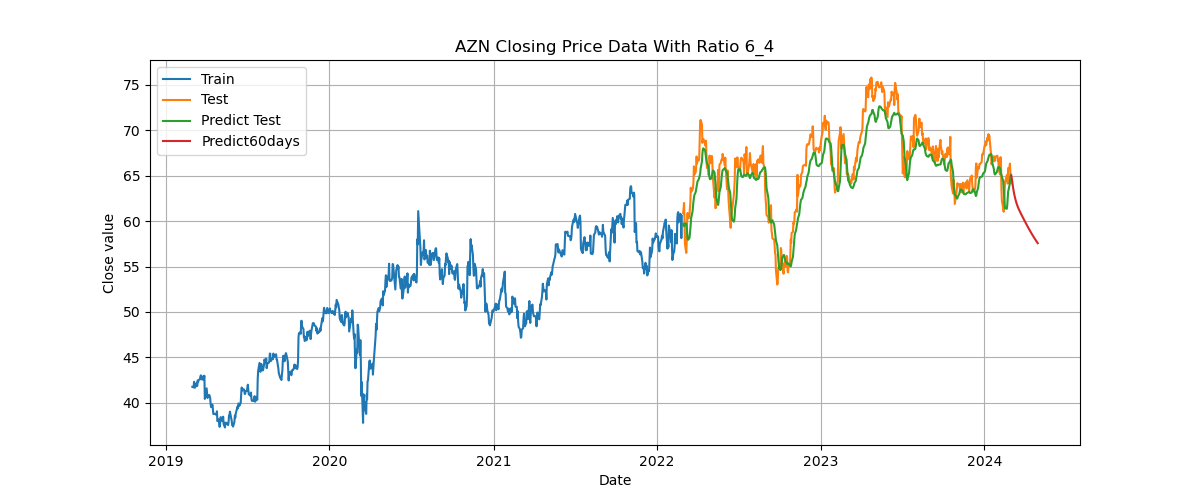 AZN Closing Price Data With Ratio 6_4
Train
Test
Predict Test
Predict60days
Close value
75
70
65
60
55
50
45
40
2019
2020
2021
2022
2023
2024
Date